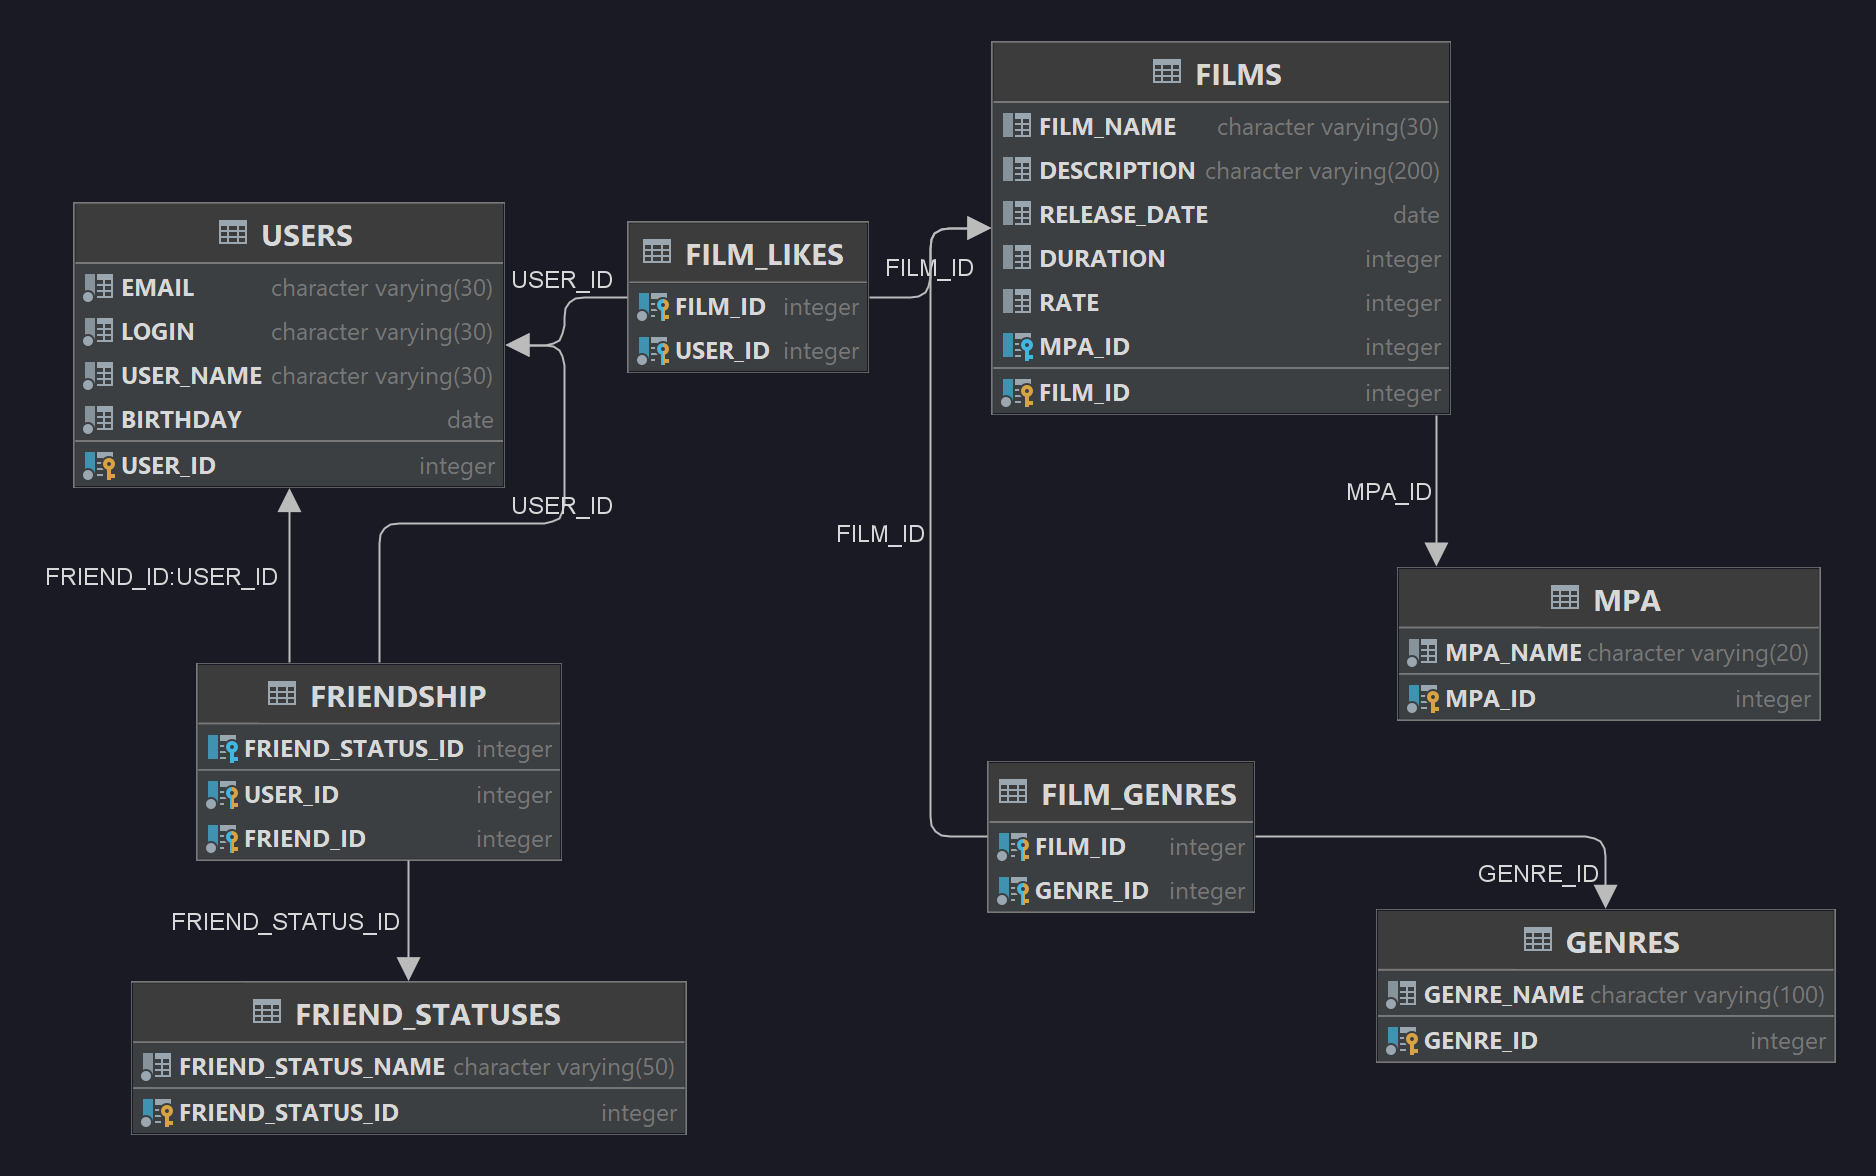 USERS
EMAIL character varying(30)
LOGIN character varying(30)
USER_NAME character varying(30)
BIRTHDAY date
USER_ID integer
USER_ID
FILM_LIKES
FILM_ID integer
USER_ID integer
FILM_ID
FILMS
FILM_NAME character varying(30)
DESCRIPTION character varying(200)
RELEASE_DATE date
DURATION integer
RATE integer
MPA_ID integer
FILM_ID integer
USER_ID
FILM_ID
MPA_ID
FRIEND_ID:USER_ID
MPA
MPA_NAME character varying(20)
MPA_ID integer
FRIENDSHIP
FRIEND_STATUS_ID integer
USER_ID integer
FRIEND_ID integer
FILM_GENRES
FILM_ID integer
GENRE_ID integer
GENRE_ID
FRIEND_STATUS_ID
GENRES
GENRE_NAME character varying(100)
GENRE_ID integer
FRIEND_STATUSES
FRIEND_STATUS_NAME character varying(50)
FRIEND_STATUS_ID integer